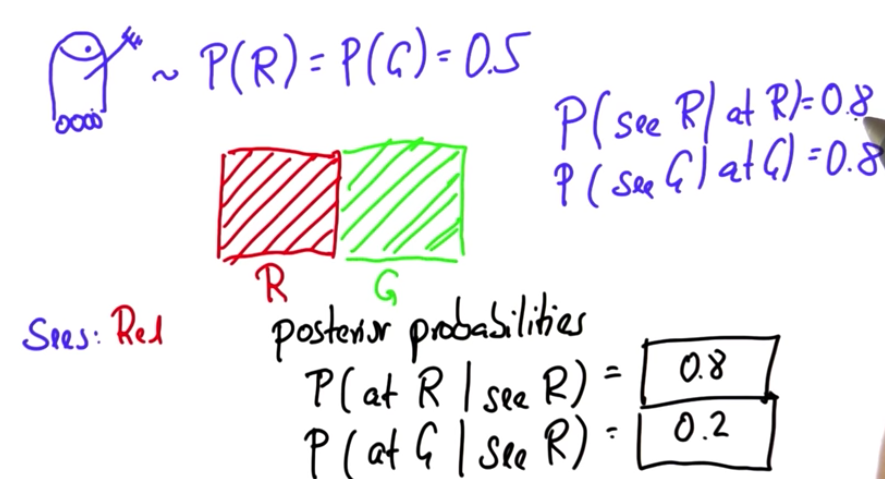 ~ P(R) = P(G) = 0.5
P(see R| at R)=0.8
P(see G| at G)=0.8
R
G
Sees: Red
posterior probabilities
P(at R | see R) = 0.8
P(at G | see R) = 0.2